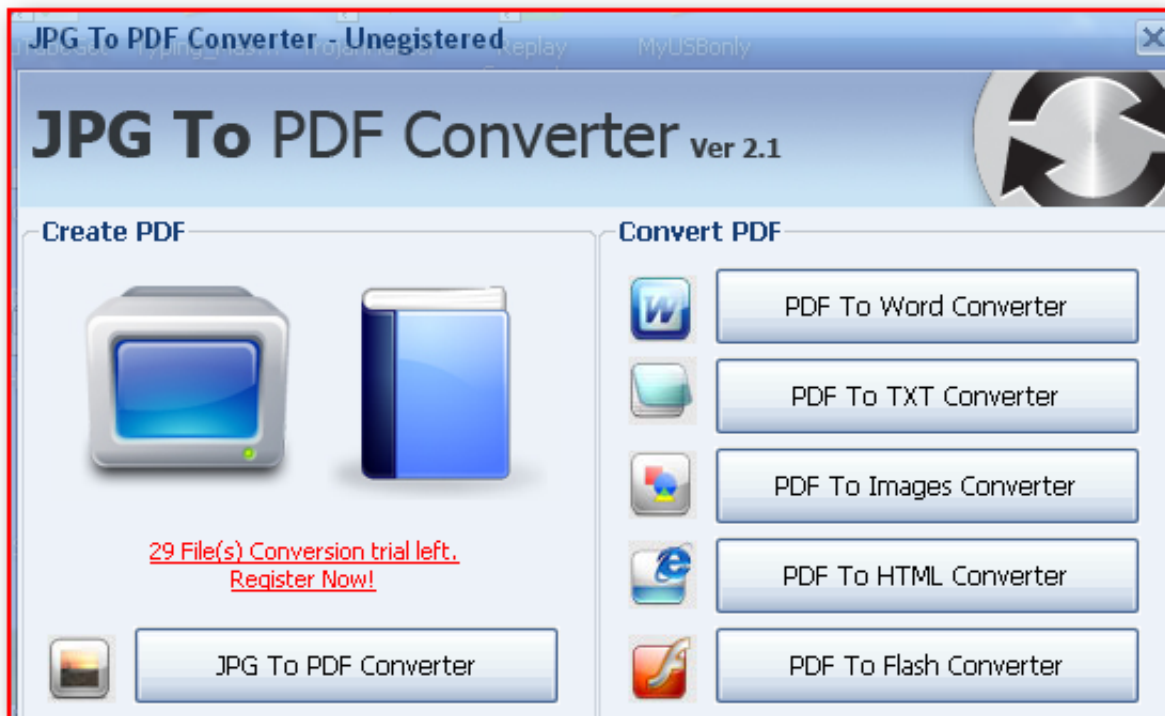 JPG To PDF Converter - Unegistered
Replay
MyUSBonly
JPG To PDF Converter Ver 2.1
Create PDF
29 File(s) Conversion trial left.
Register Now!
JPG To PDF Converter
Convert PDF
PDF To Word Converter
PDF To TXT Converter
PDF To Images Converter
PDF To HTML Converter
PDF To Flash Converter